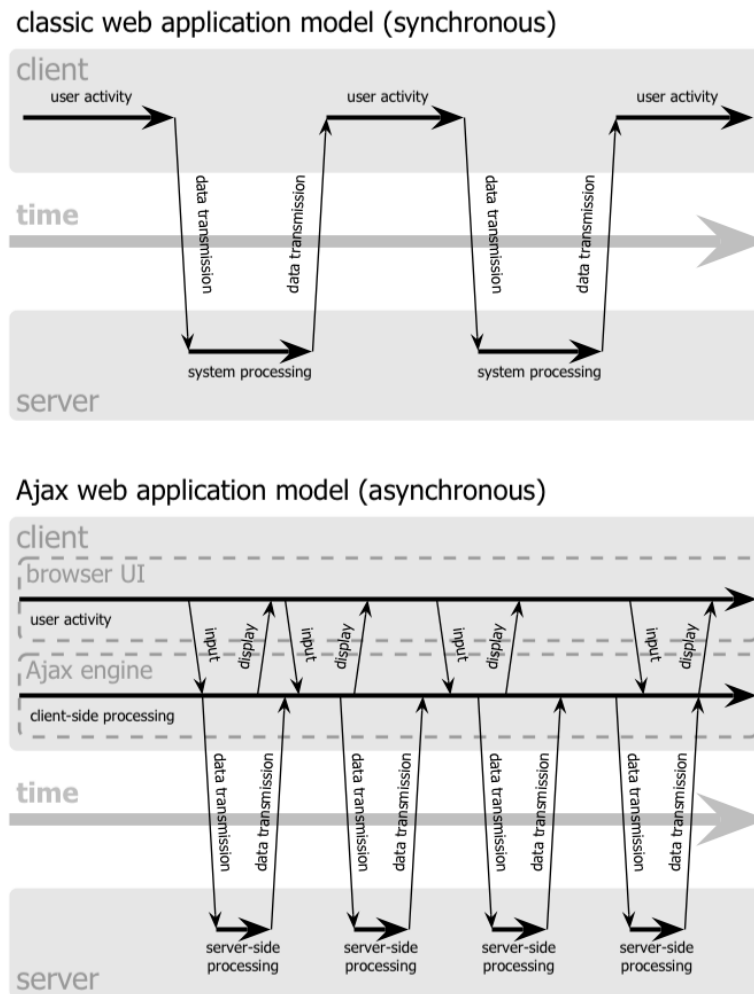 classic web application model (synchronous)
client
user activity
user activity
user activity
data transmission
data transmission
data transmission
data transmission
time
system processing
system processing
server
Ajax web application model (asynchronous)
client
browser UI
user activity
input
display
input
display
input
display
input
display
Ajax engine
client-side processing
data transmission
data transmission
data transmission
data transmission
data transmission
data transmission
data transmission
data transmission
time
server-side
processing
server-side
processing
server-side
processing
server-side
processing
server